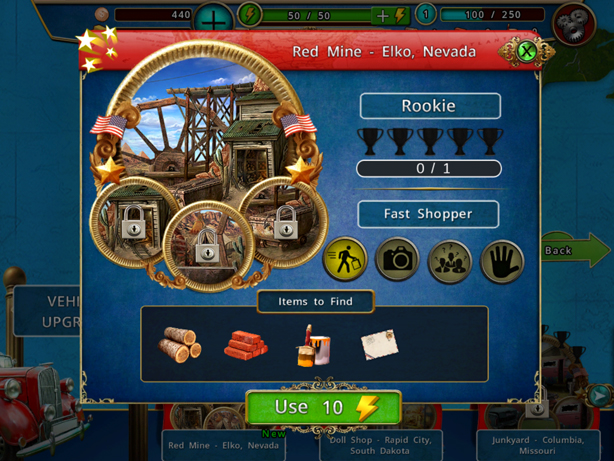 440
50 / 50
1
100 / 250
Red Mine - Elko, Nevada
Rookie
0 / 1
Fast Shopper
Back
VEHI
UPGR
Items to Find
Use 10
New
Red Mine - Elko, Nevada
Doll Shop - Rapid City,
South Dakota
Junkyard - Columbia,
Missouri